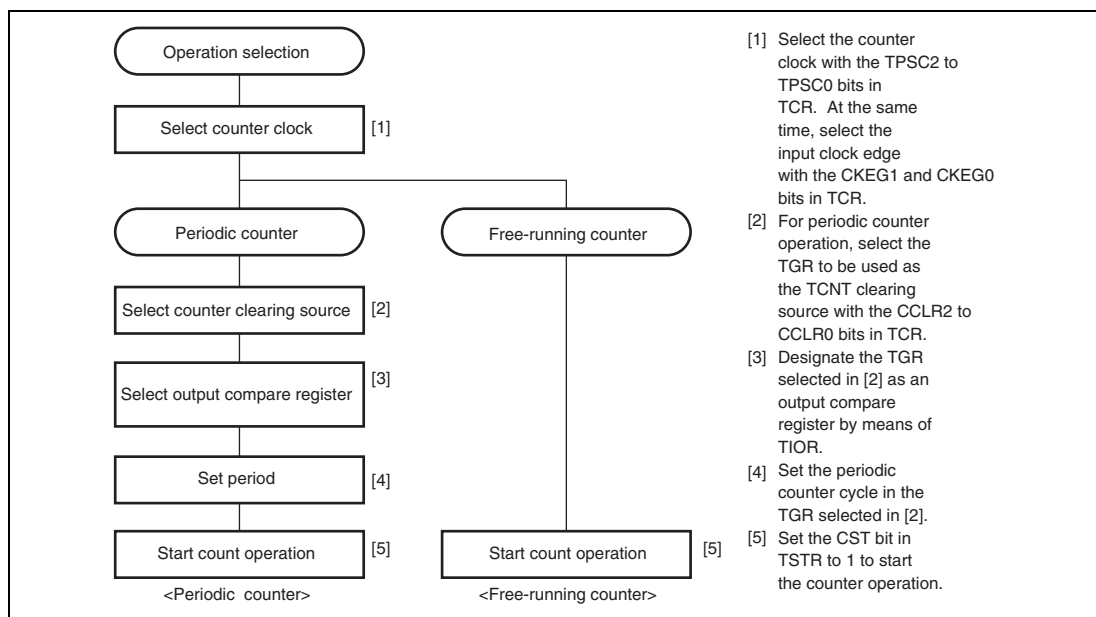 Operation selection
Select counter clock
[1]
Periodic counter
Free-running counter
Select counter clearing source
[2]
Select output compare register
[3]
Set period
[4]
Start count operation
[5]
Start count operation
[5]
<Periodic counter>
<Free-running counter>
[1] Select the counter
clock with the TPSC2 to
TPSC0 bits in
TCR. At the same
time, select the
input clock edge
with the CKEG1 and CKEG0
bits in TCR.
[2] For periodic counter
operation, select the
TGR to be used as
the TCNT clearing
source with the CCLR2 to
CCLR0 bits in TCR.
[3] Designate the TGR
selected in [2] as an
output compare
register by means of
TIOR.
[4] Set the periodic
counter cycle in the
TGR selected in [2].
[5] Set the CST bit in
TSTR to 1 to start
the counter operation.